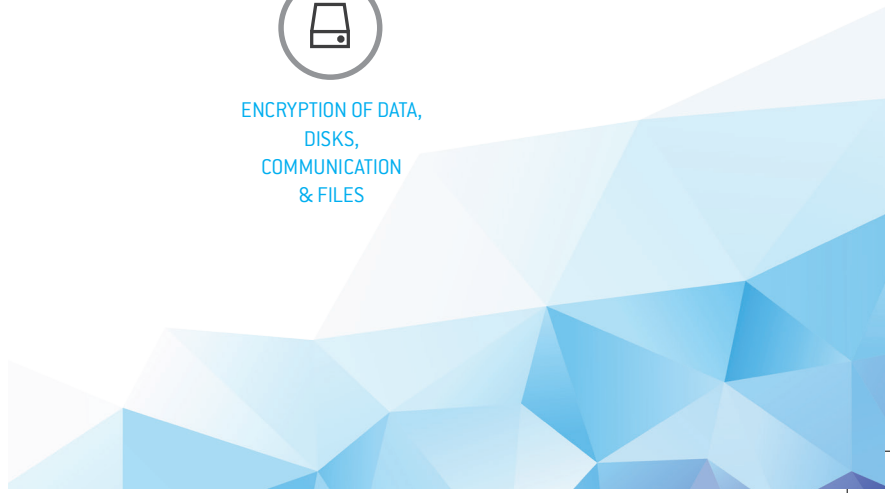 ENCRYPTION OF DATA,
DISKS,
COMMUNICATION
& FILES